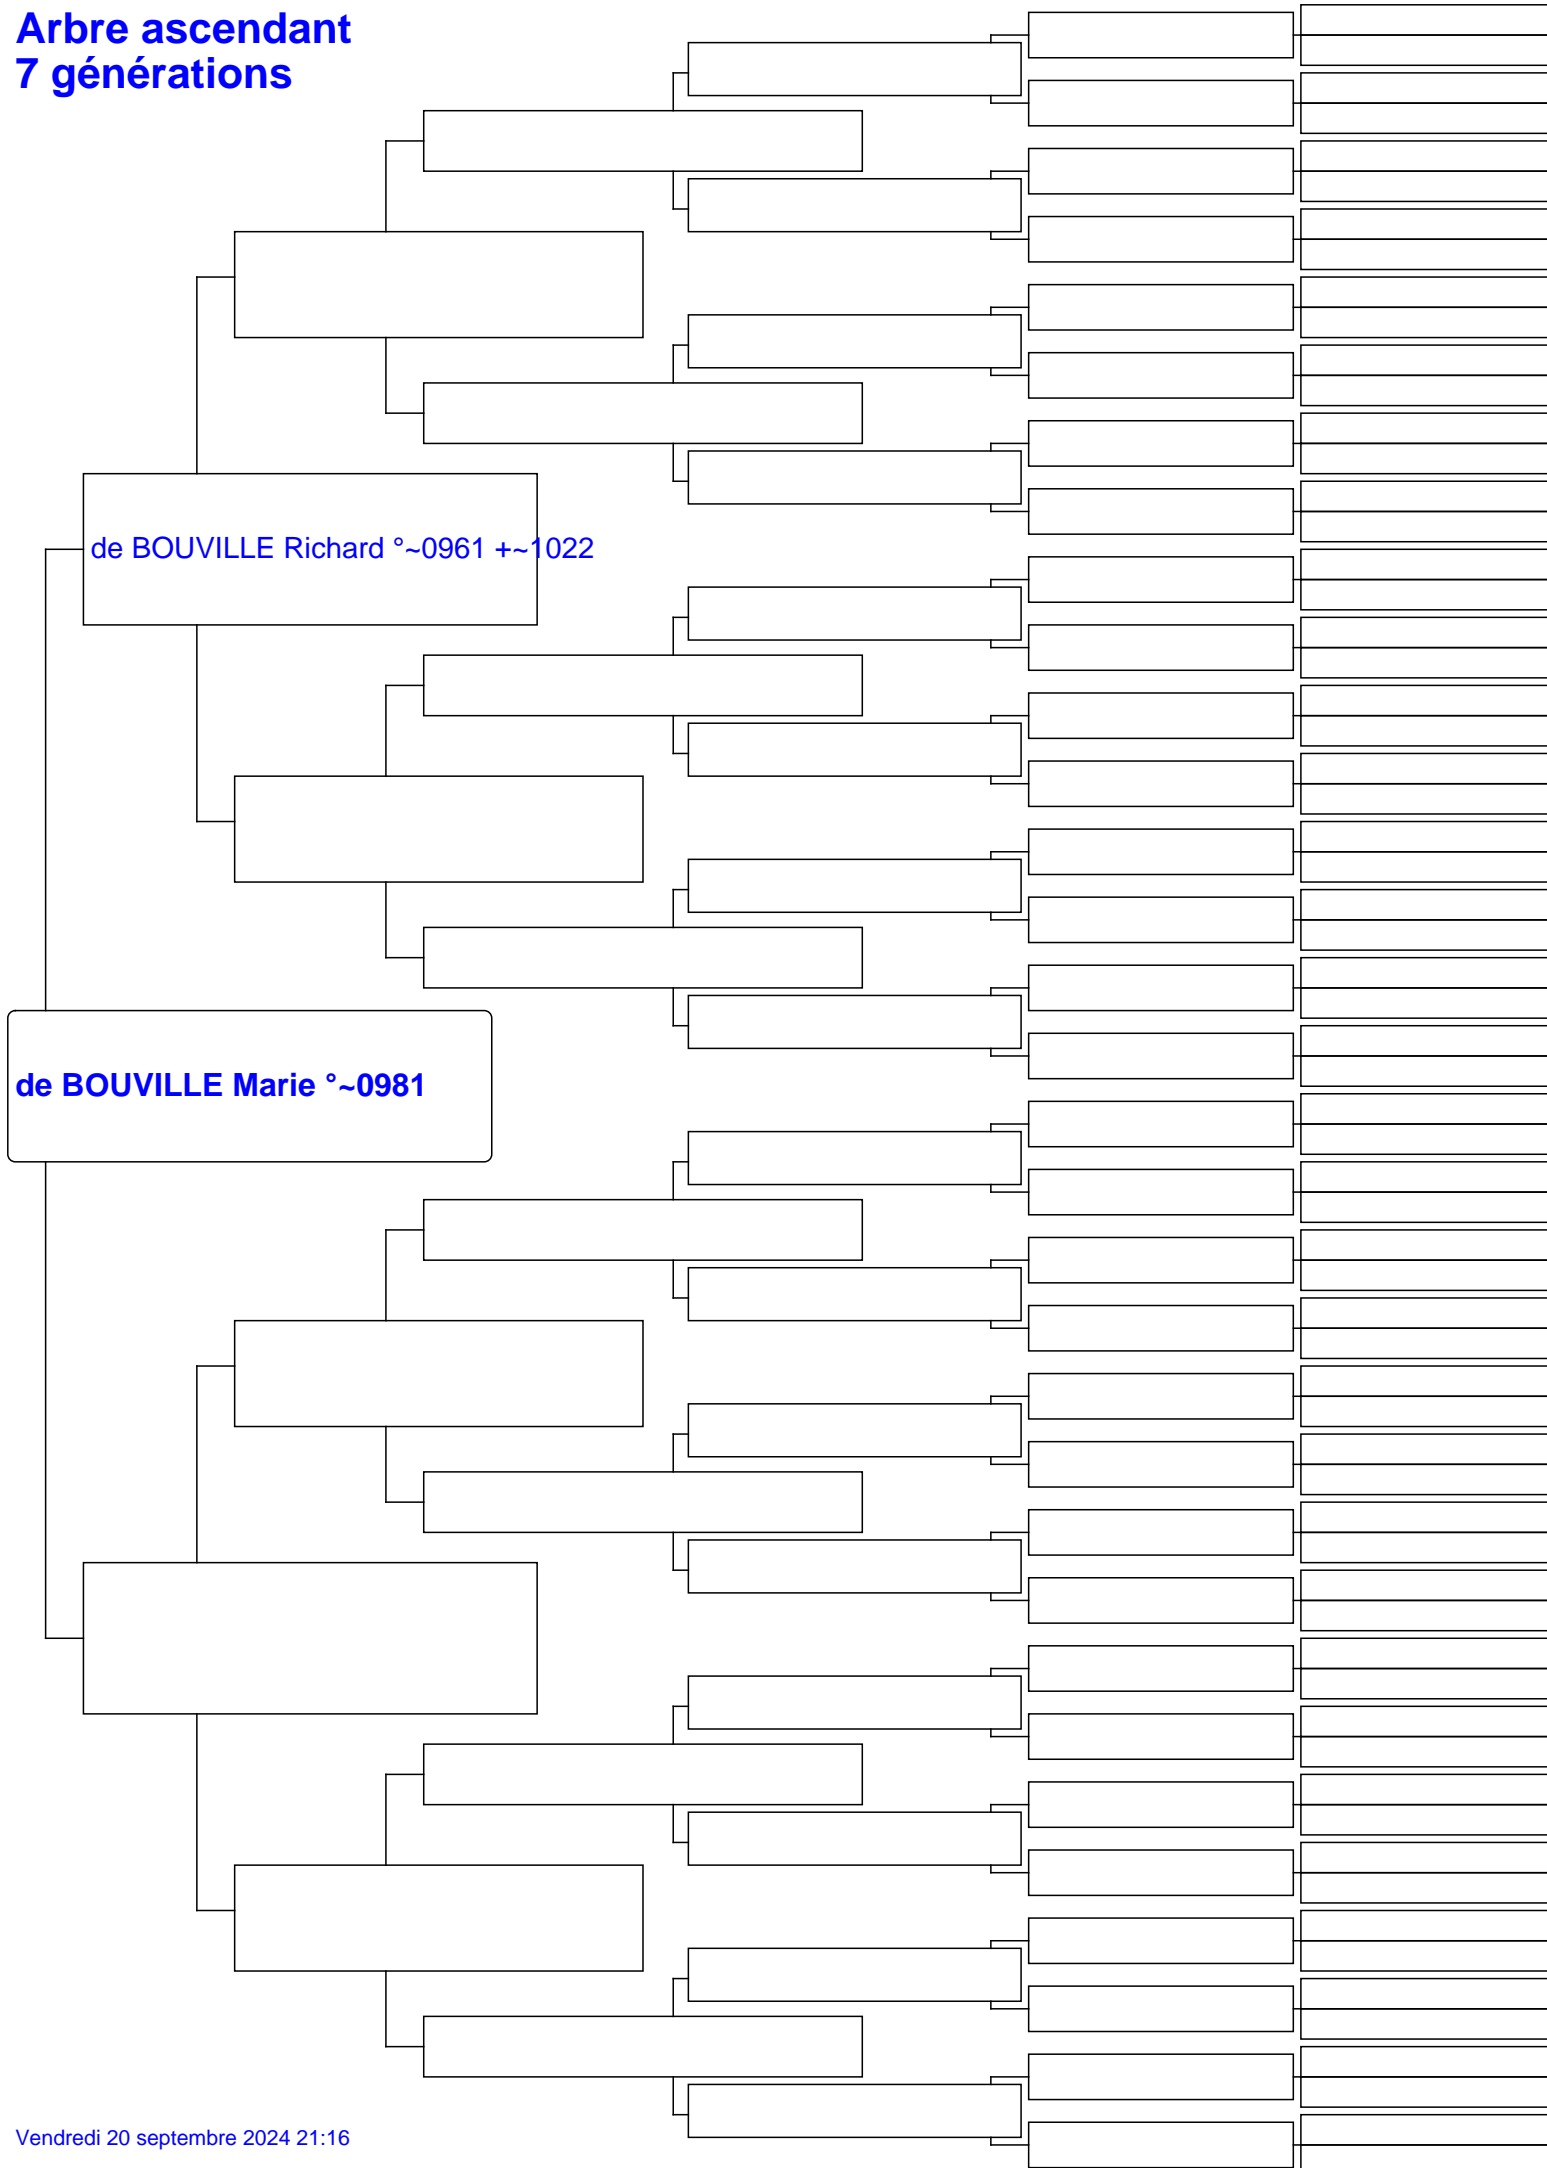 Arbre ascendant
7 générations
de BOUVILLE Richard °~0961 +~1022
de BOUVILLE Marie °~0981
Vendredi 20 septembre 2024 21:16